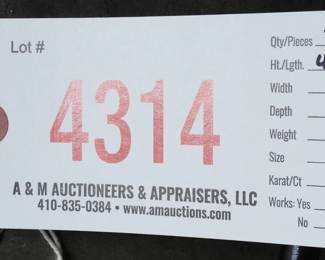 Lot #
4314
A & M AUCTIONEERS & APPRAISERS, LLC
410-835-0384 • www.amauctions.com
Qty/Pieces
Ht./Lgth.
Width
Depth
Weight
Size
Karat/Ct
Works: Yes
No